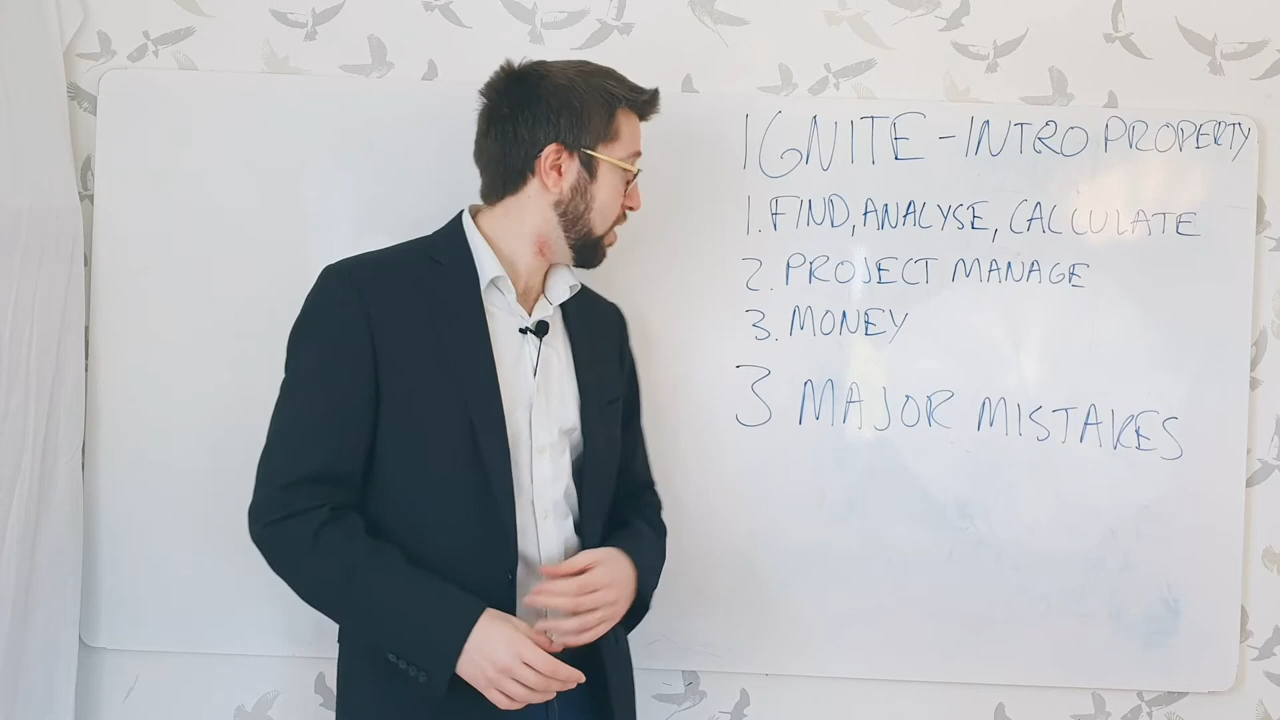 IGNITE - INTRO PROPERTY
1. FIND, ANALYSE, CALCULATE
2. PROJECT MANAGE
3. MONEY
3 MAJOR MISTAKES